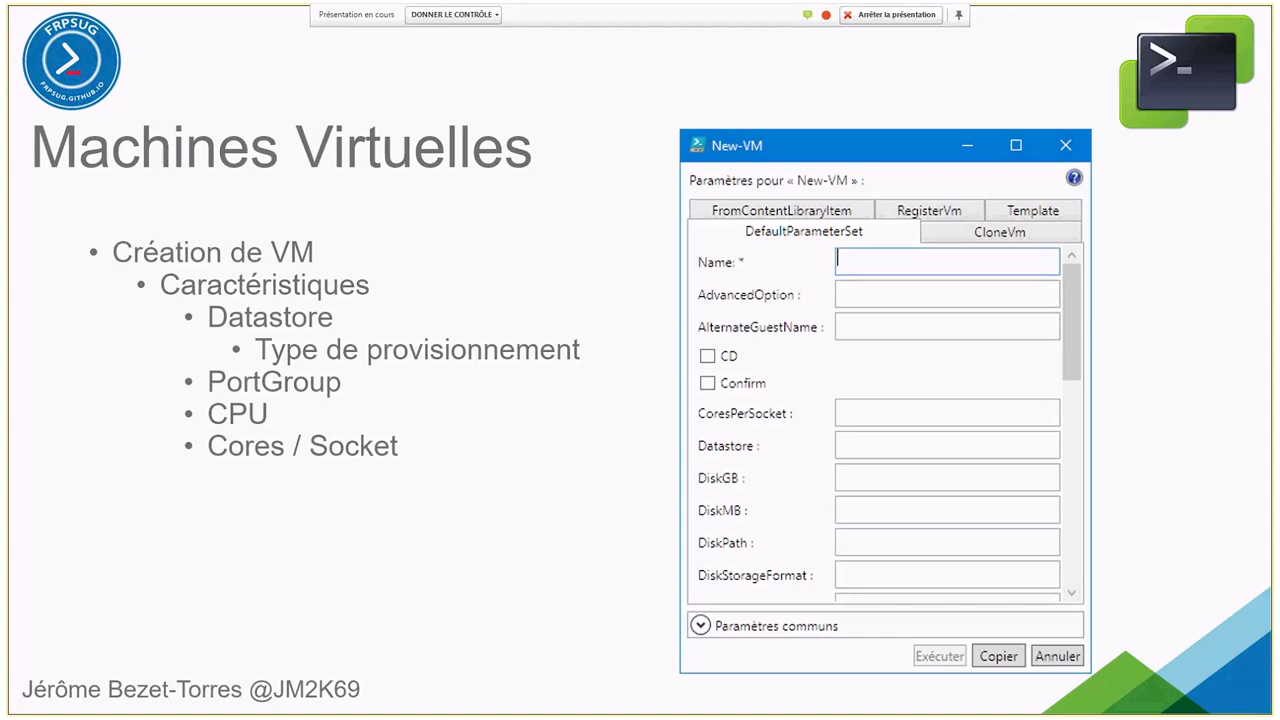 Présentation en cours
DONNER LE CONTRÔLE
Arrêter la présentation
FRPSUG
FRPSUG.GITHUB.IO
Machines Virtuelles
• Création de VM
• Caractéristiques
• Datastore
• Type de provisionnement
• PortGroup
• CPU
• Cores / Socket
New-VM
Paramètres pour « New-VM » :
FromContentLibraryItem RegisterVm Template
DefaultParameterSet CloneVm
Name: *
AdvancedOption :
AlternateGuestName :
CD
Confirm
CoresPerSocket :
Datastore :
DiskGB :
DiskMB :
DiskPath :
DiskStorageFormat :
Paramètres communs
Exécuter Copier Annuler
Jérôme Bezet-Torres @JM2K69